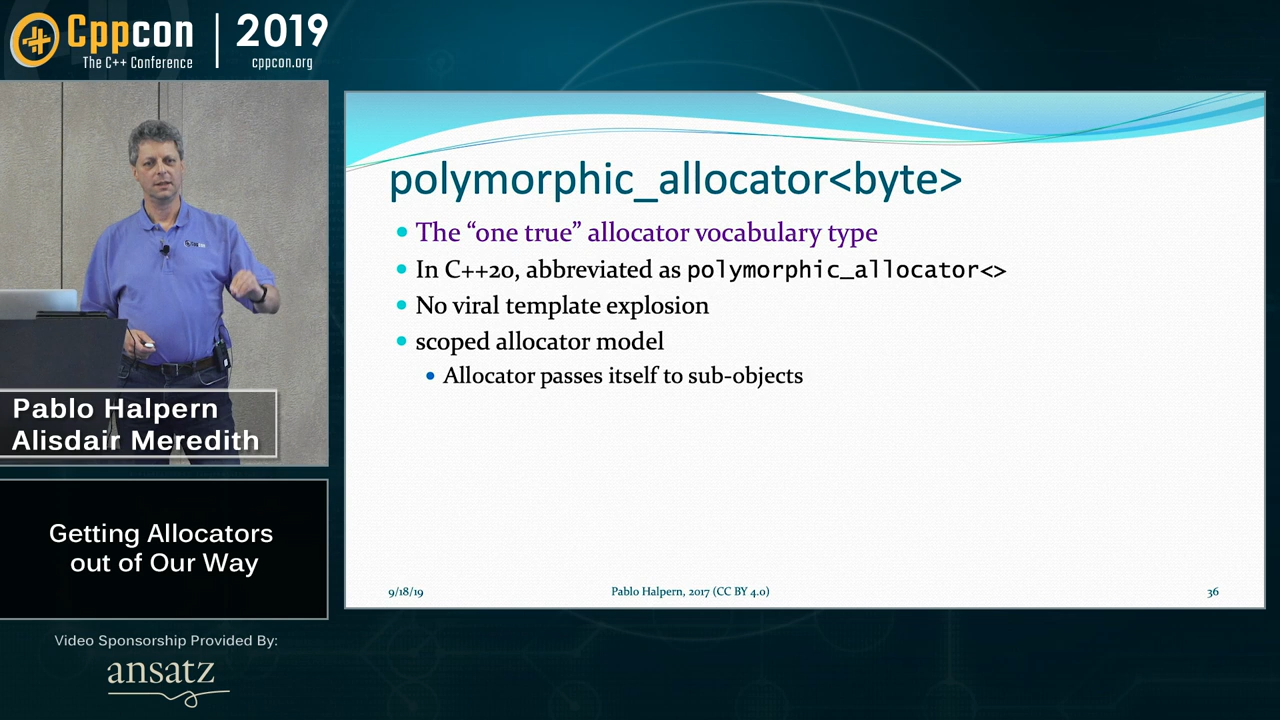 Cppcon
The C++ Conference
2019
cppcon.org
Pablo Halpern
Alisdair Meredith
Getting Allocators
out of Our Way
Video Sponsorship Provided By:
ansatz
polymorphic_allocator<byte>
• The “one true” allocator vocabulary type
• In C++20, abbreviated as polymorphic_allocator<>
• No viral template explosion
• scoped allocator model
• Allocator passes itself to sub-objects
9/18/19
Pablo Halpern, 2017 (CC BY 4.0)
36